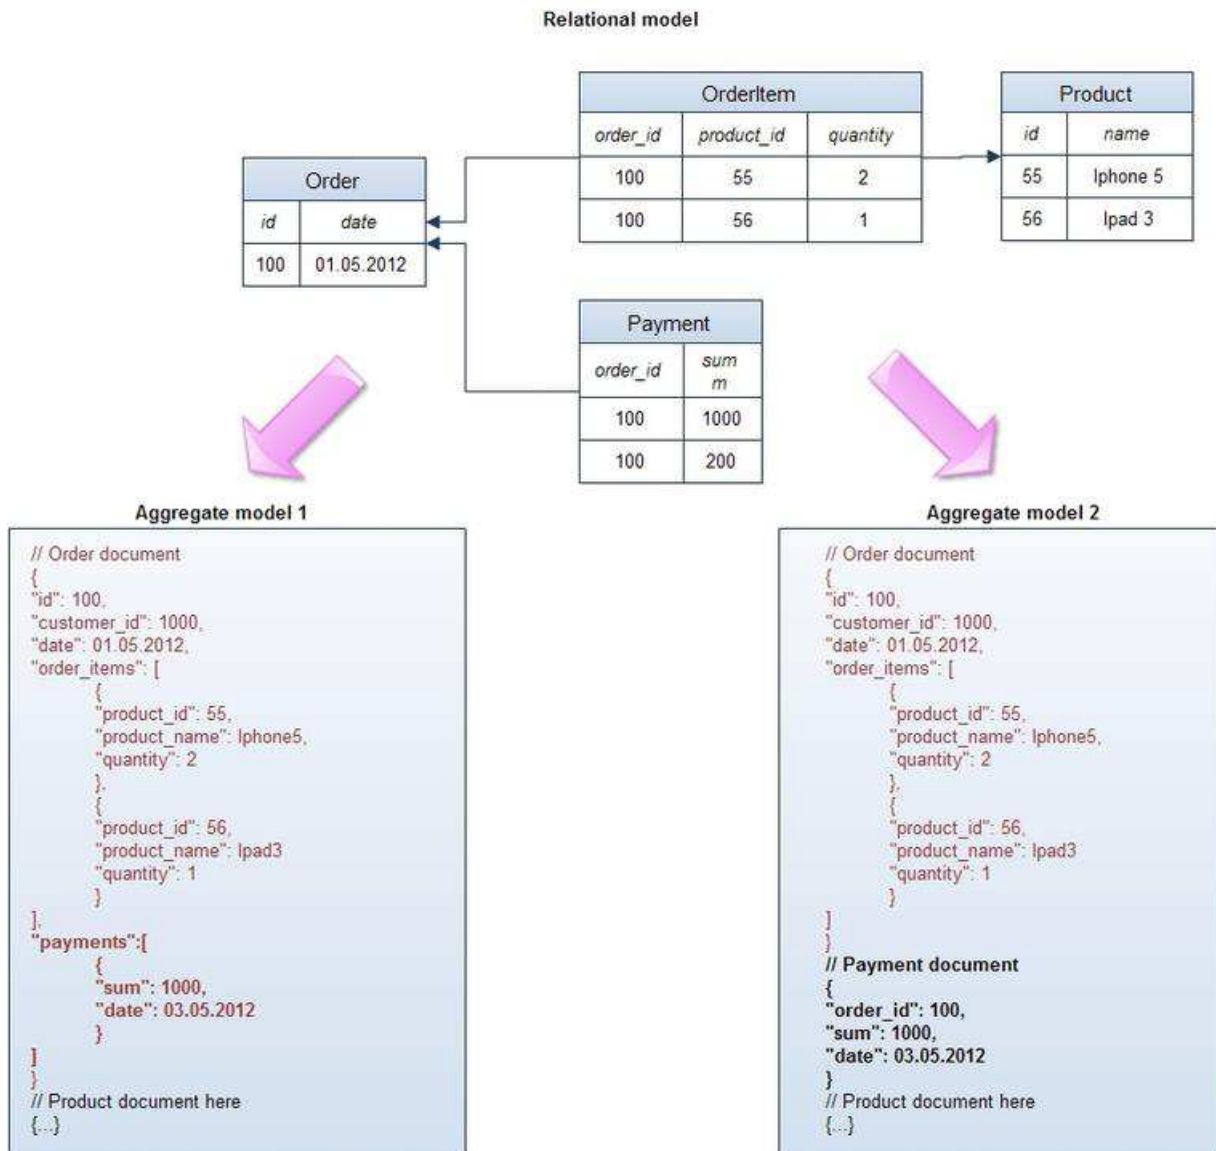 Relational model
OrderItem
order_id product_id quantity
100 55 2
100 56 1
Product
id name
55 Iphone 5
56 Ipad 3
Order
id date
100 01.05.2012
Payment
order_id sum
m
100 1000
100 200
Aggregate model 1
// Order document
{
"id": 100,
"customer_id": 1000,
"date": 01.05.2012,
"order_items": [
{
"product_id": 55,
"product_name": Iphone5,
"quantity": 2
},
{
"product_id": 56,
"product_name": Ipad3
"quantity": 1
}
],
"payments":[
{
"sum": 1000,
"date": 03.05.2012
}
]
}
// Product document here
{...}
Aggregate model 2
// Order document
{
"id": 100,
"customer_id": 1000,
"date": 01.05.2012,
"order_items": [
{
"product_id": 55,
"product_name": Iphone5,
"quantity": 2
},
{
"product_id": 56,
"product_name": Ipad3
"quantity": 1
}
]
}
// Payment document
{
"order_id": 100,
"sum": 1000,
"date": 03.05.2012
}
// Product document here
{...}